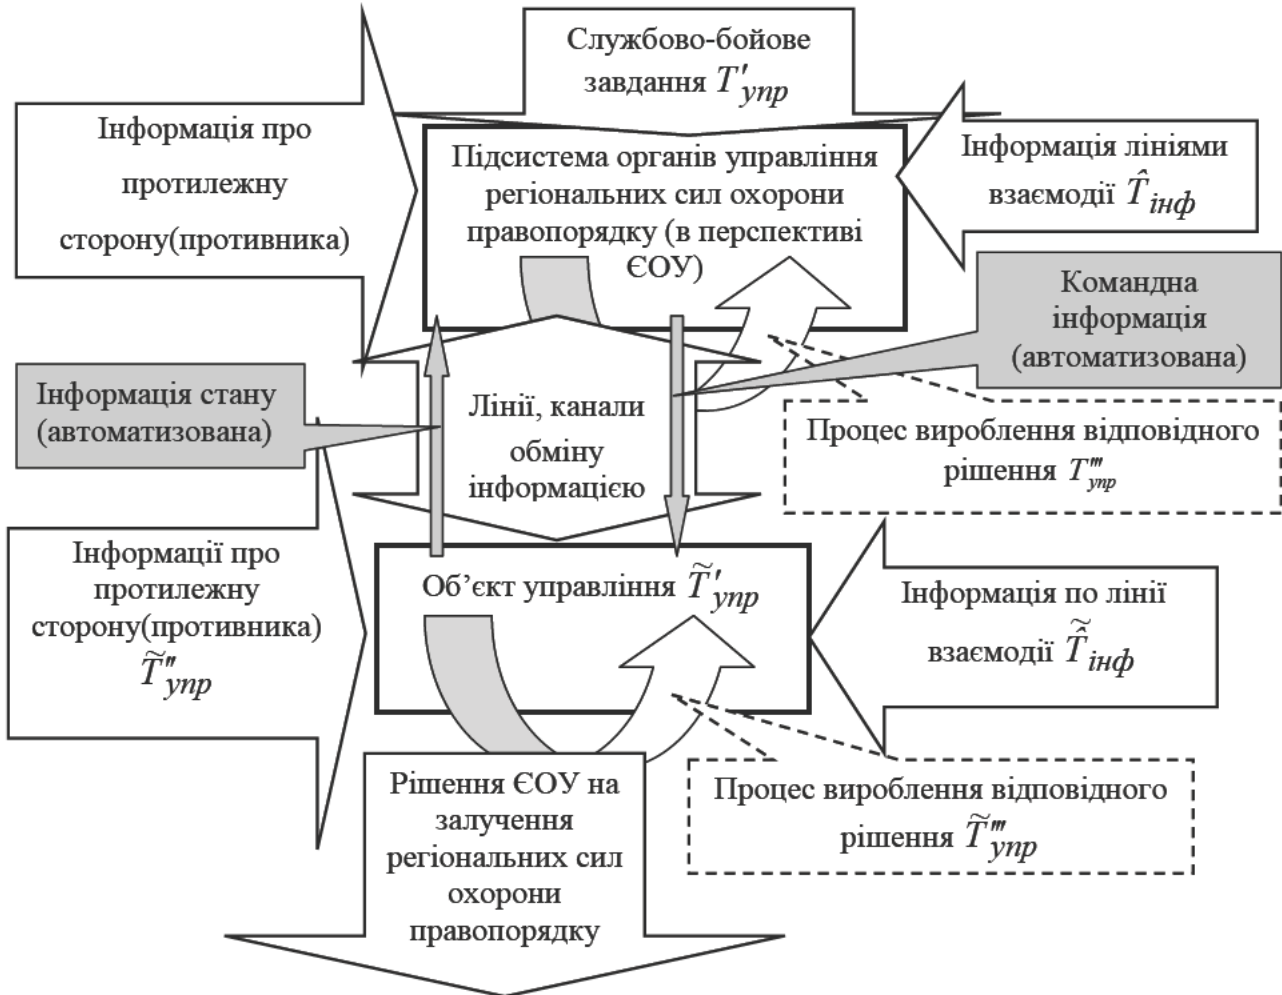 Службово-бойове
завдання T′упр
Інформація про
протилежну
сторону(противника)
Підсистема органів управління
регіональних сил охорони
правопорядку (в перспективі
ЄОУ)
Інформація лініями
взаємодії T̂інф
Командна
інформація
(автоматизована)
Інформація стану
(автоматизована)
Лінії, канали
обміну
інформацією
Процес вироблення відповідного
рішення T‴упр
Інформації про
протилежну
сторону(противника)
T̃″упр
Об’єкт управління T̃′упр
Інформація по лінії
взаємодії T̂̃інф
Рішення ЄОУ на
залучення
регіональних сил
охорони
правопорядку
Процес вироблення відповідного
рішення T̃‴упр